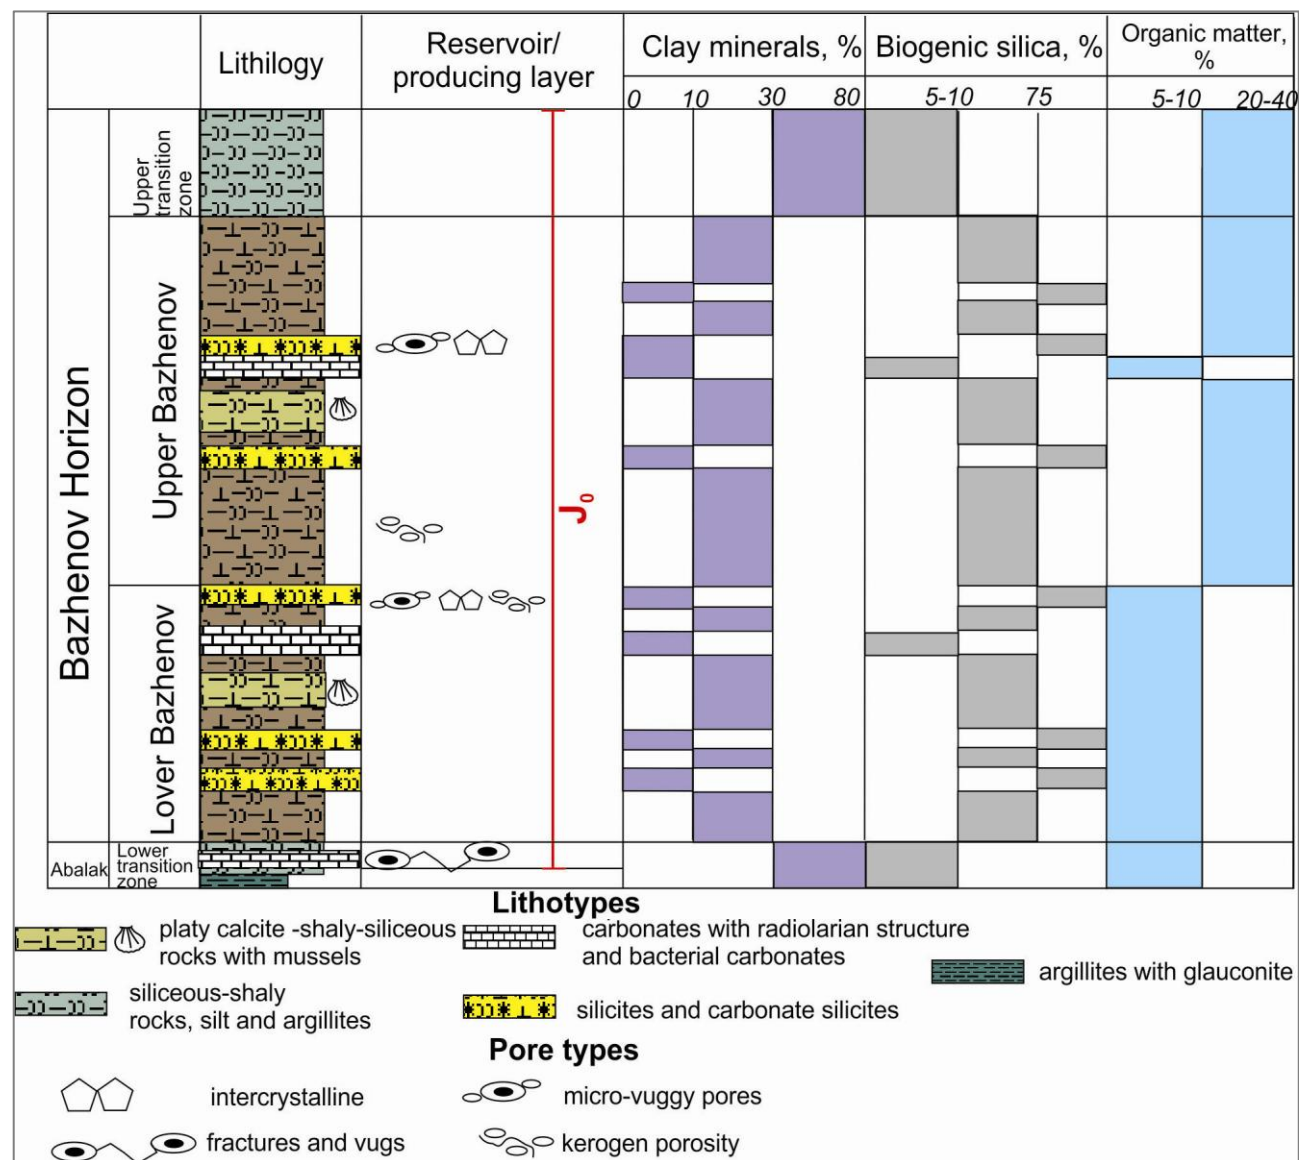 Lithilogy
Reservoir/
producing layer
Clay minerals, %
Biogenic silica, %
Organic matter,
%
0 10 30 80
5-10 75
5-10 20-40
Bazhenov Horizon
Upper
transition
zone
Upper Bazhenov
Lover Bazhenov
Abalak
Lower
transition
zone
J0
Lithotypes
platy calcite -shaly-siliceous
rocks with mussels
carbonates with radiolarian structure
and bacterial carbonates
argillites with glauconite
siliceous-shaly
rocks, silt and argillites
silicites and carbonate silicites
Pore types
intercrystalline
micro-vuggy pores
fractures and vugs
kerogen porosity